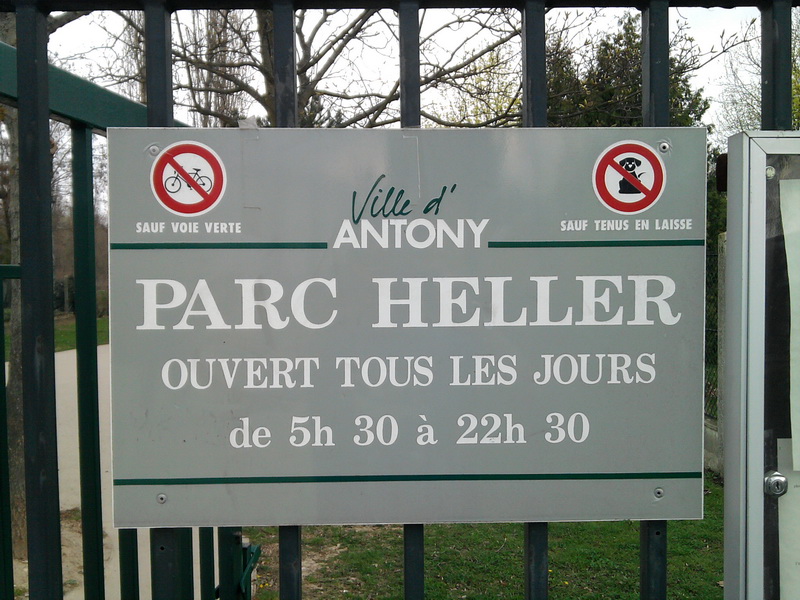 SAUF VOIE VERTE
Ville d'
ANTONY
SAUF TENUS EN LAISSE
PARC HELLER
OUVERT TOUS LES JOURS
de 5h 30 à 22h 30